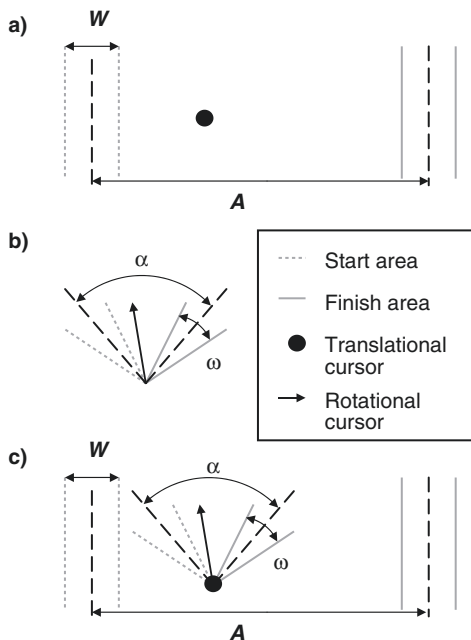 a)
W
A
b)
α
ω
Start area
Finish area
Translational
cursor
Rotational
cursor
c)
W
α
ω
A